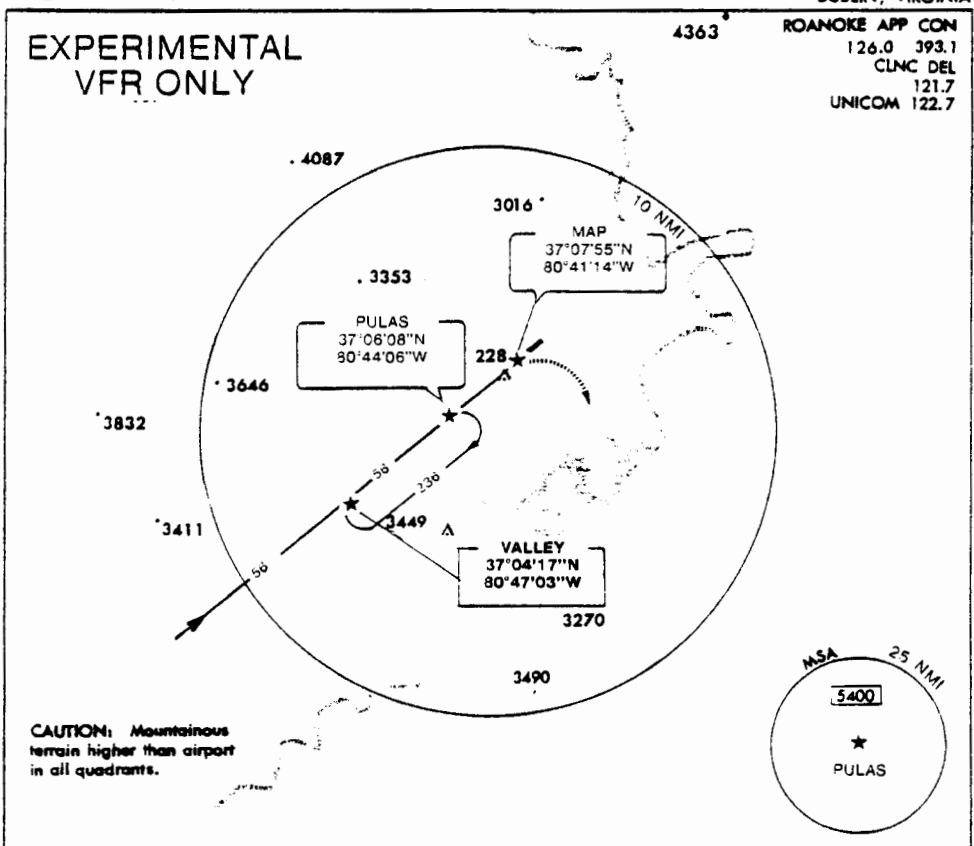 EXPERIMENTAL
VFR ONLY
4363
ROANOKE APP CON
126.0 393.1
CLNC DEL
121.7
UNICOM 122.7
4087
3016
10 NMI
MAP
37°07'55"N
80°41'14"W
3353
PULAS
37°06'08"N
80°44'06"W
228
3646
3832
56
236
3449
3411
VALLEY
37°04'17"N
80°47'03"W
56
3270
3490
CAUTION: Mountainous
terrain higher than airport
in all quadrants.
MSA 25 NMI
5400
PULAS